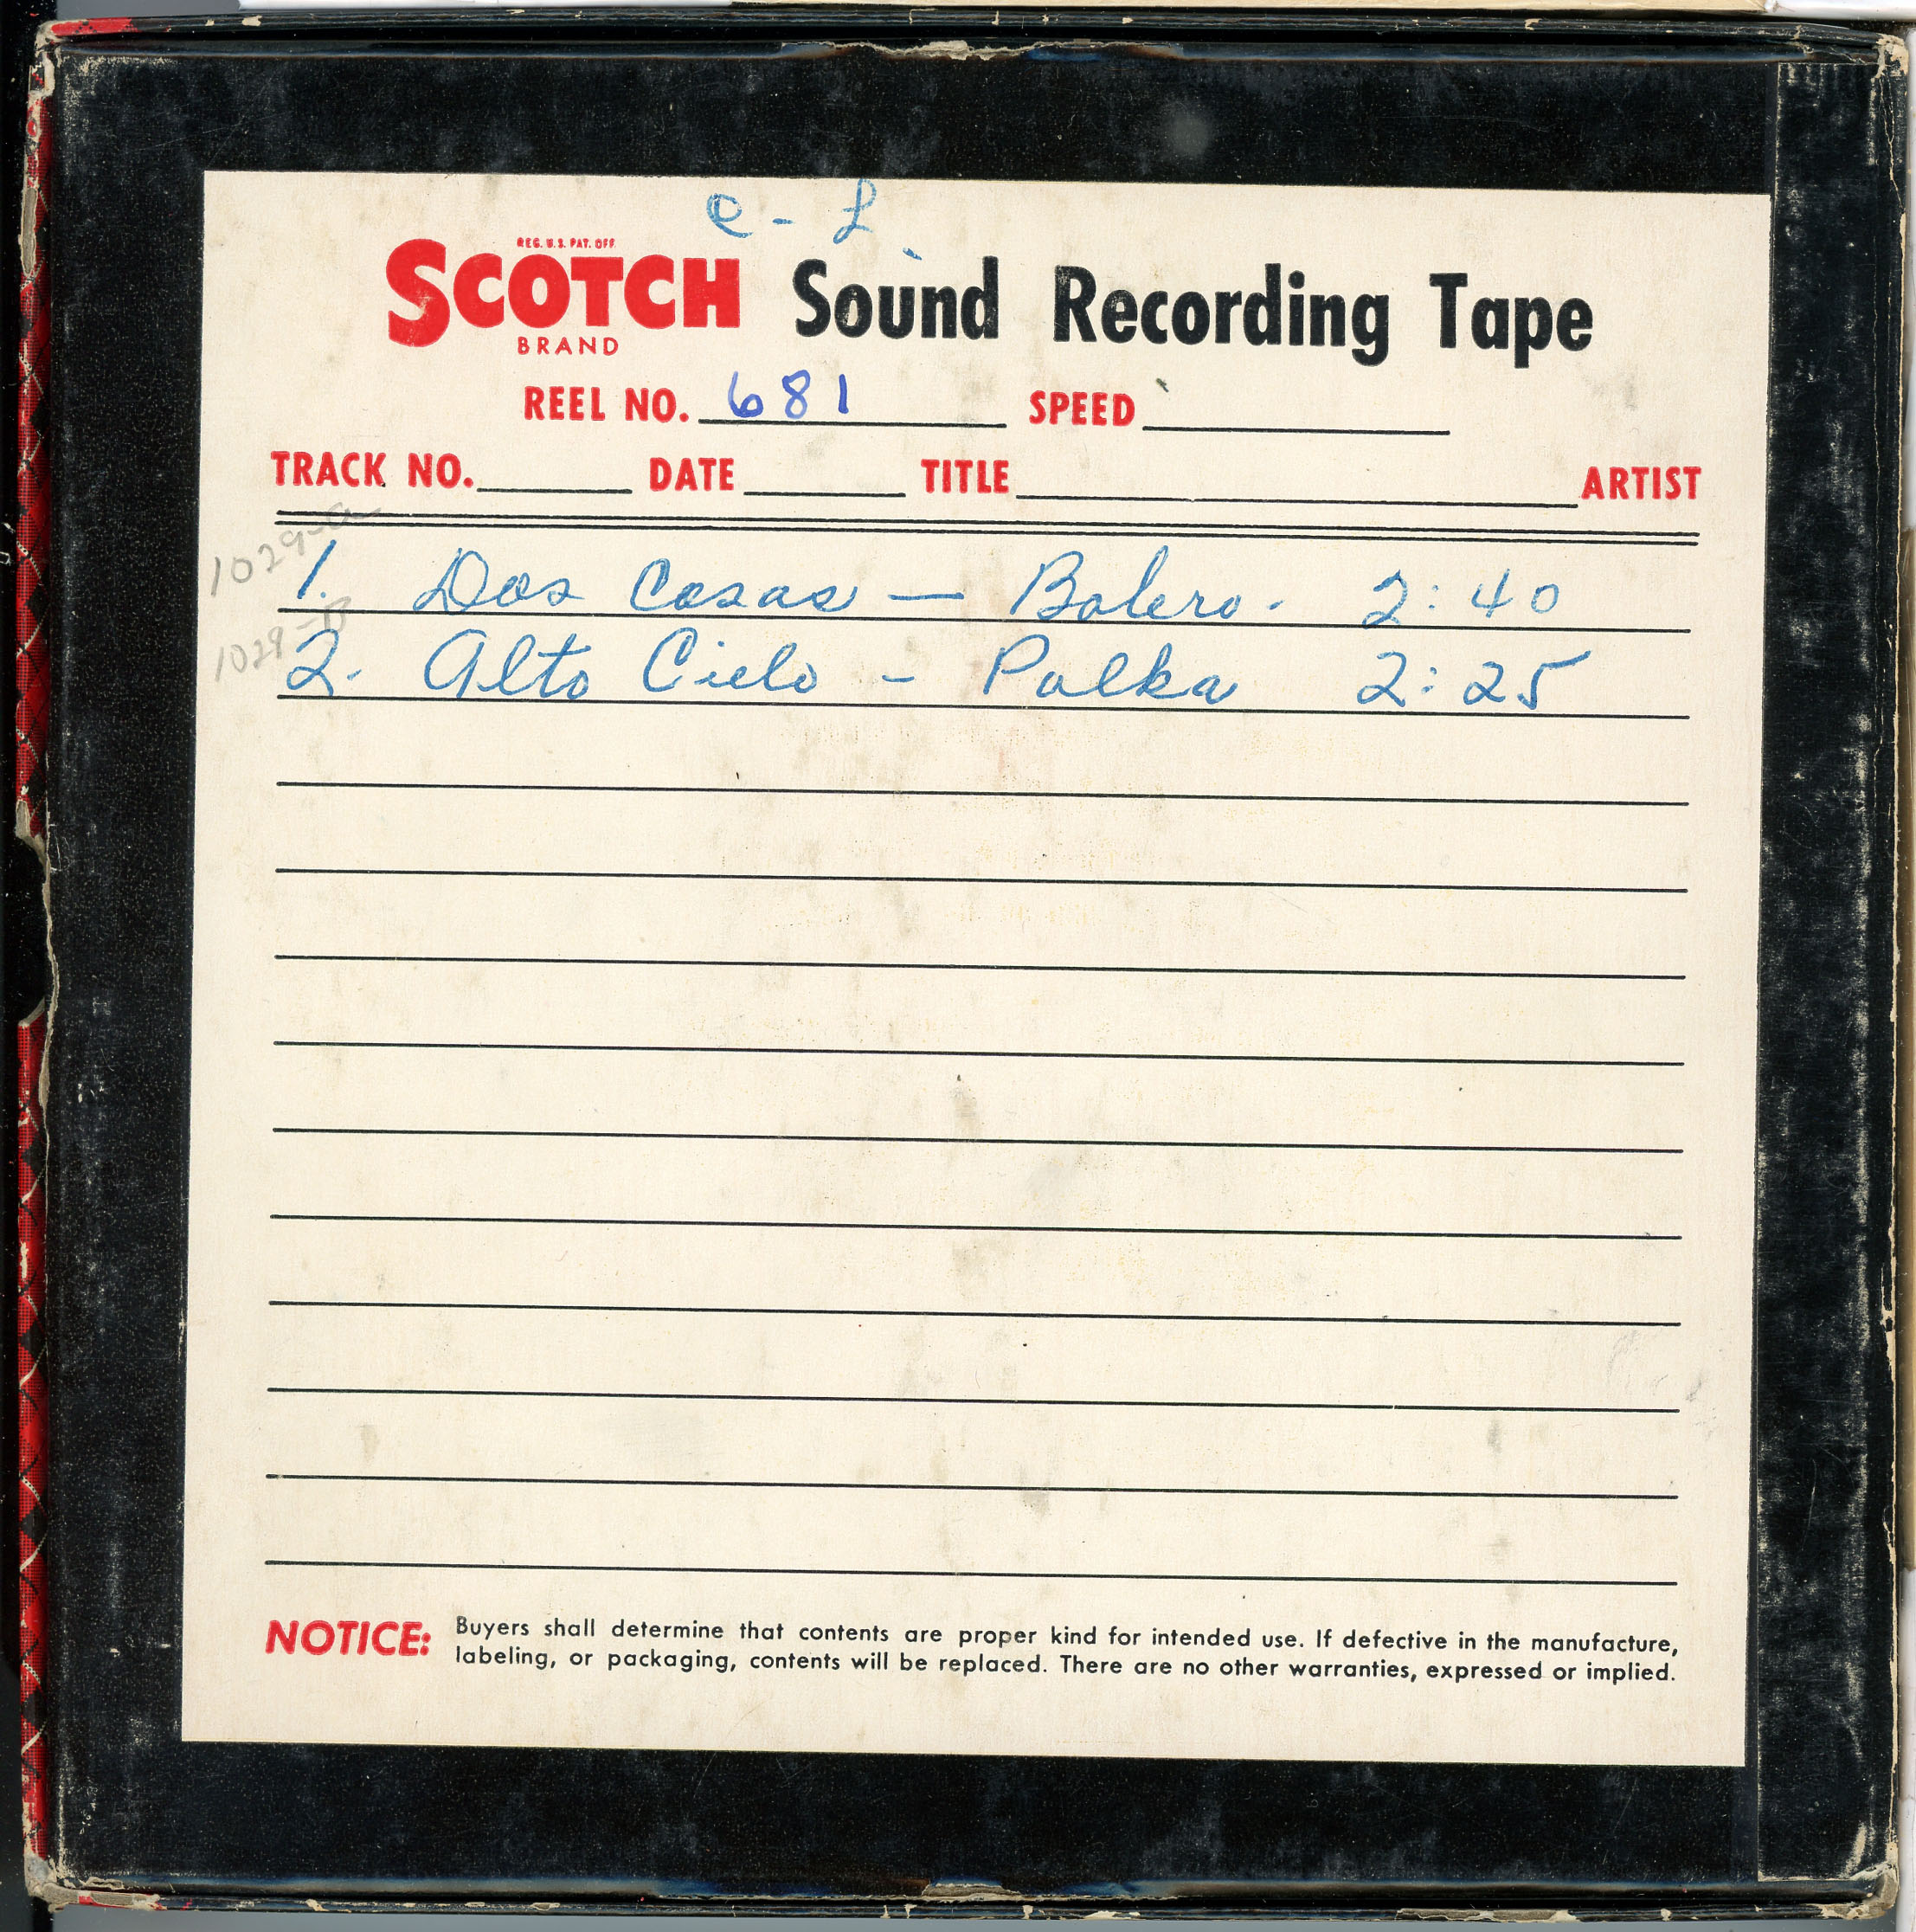 C - L
REG. U.S. PAT. OFF.
SCOTCH Sound Recording Tape
BRAND
REEL NO. 681 SPEED
TRACK NO. DATE TITLE ARTIST
1029-a
1. Dos Cosas — Bolero. 2:40
1029-B
2. Alto Cielo - Polka 2:25
NOTICE: Buyers shall determine that contents are proper kind for intended use. If defective in the manufacture,
labeling, or packaging, contents will be replaced. There are no other warranties, expressed or implied.